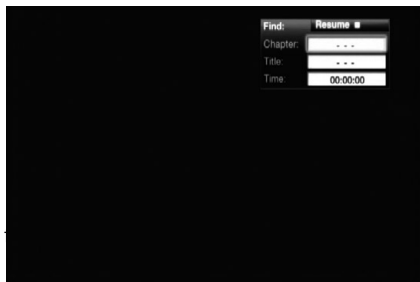 Find: Resume ■
Chapter: - - -
Title: - - -
Time: 00:00:00